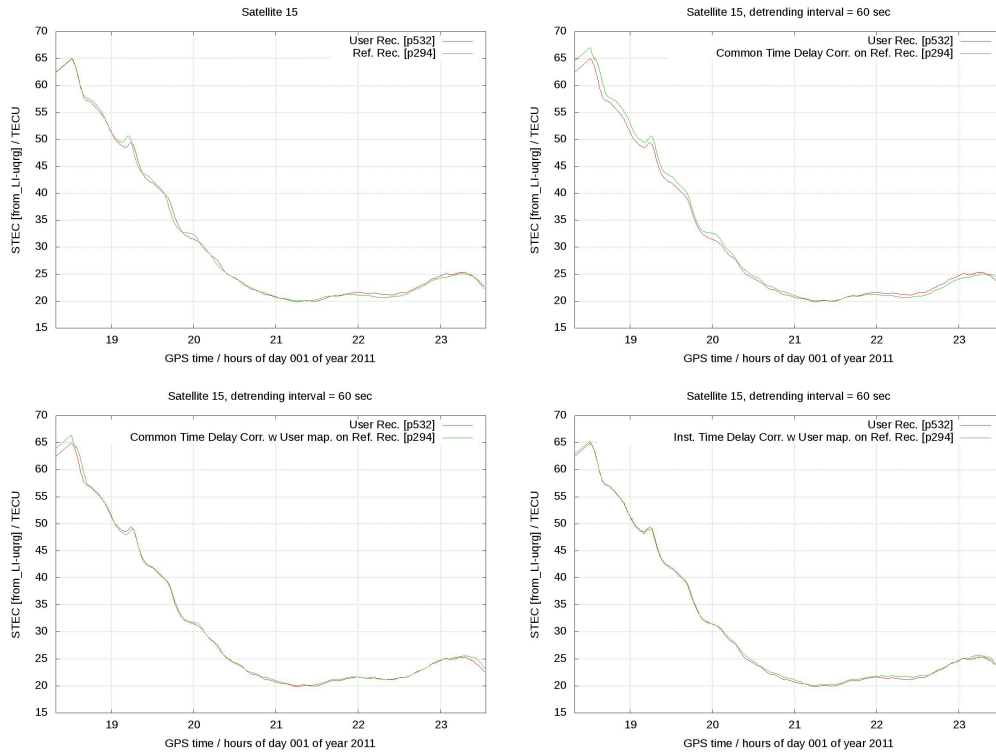 Satellite 15
User Rec. [p532]
Ref. Rec. [p294]
STEC [from_LI-uqrg] / TECU
70
65
60
55
50
45
40
35
30
25
20
15
19 20 21 22 23
GPS time / hours of day 001 of year 2011
Satellite 15, detrending interval = 60 sec
User Rec. [p532]
Common Time Delay Corr. on Ref. Rec. [p294]
STEC [from_LI-uqrg] / TECU
70
65
60
55
50
45
40
35
30
25
20
15
19 20 21 22 23
GPS time / hours of day 001 of year 2011
Satellite 15, detrending interval = 60 sec
User Rec. [p532]
Common Time Delay Corr. w User map. on Ref. Rec. [p294]
STEC [from_LI-uqrg] / TECU
70
65
60
55
50
45
40
35
30
25
20
15
19 20 21 22 23
GPS time / hours of day 001 of year 2011
Satellite 15, detrending interval = 60 sec
User Rec. [p532]
Inst. Time Delay Corr. w User map. on Ref. Rec. [p294]
STEC [from_LI-uqrg] / TECU
70
65
60
55
50
45
40
35
30
25
20
15
19 20 21 22 23
GPS time / hours of day 001 of year 2011